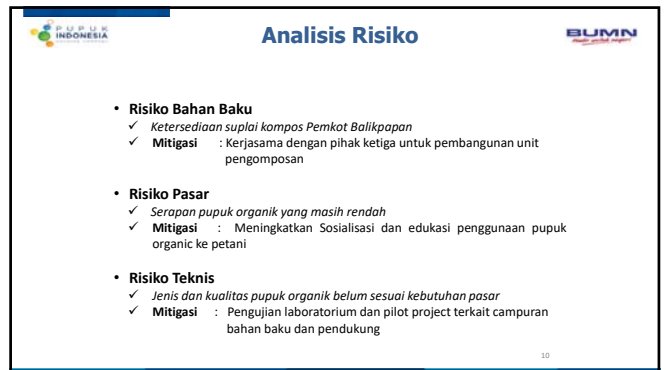 PUPUK
INDONESIA
Analisis Risiko
BUMN
Hadir untuk negeri
• Risiko Bahan Baku
✓ Ketersediaan suplai kompos Pemkot Balikpapan
✓ Mitigasi : Kerjasama dengan pihak ketiga untuk pembangunan unit
pengomposan
• Risiko Pasar
✓ Serapan pupuk organik yang masih rendah
✓ Mitigasi : Meningkatkan Sosialisasi dan edukasi penggunaan pupuk
organic ke petani
• Risiko Teknis
✓ Jenis dan kualitas pupuk organik belum sesuai kebutuhan pasar
✓ Mitigasi : Pengujian laboratorium dan pilot project terkait campuran
bahan baku dan pendukung
10